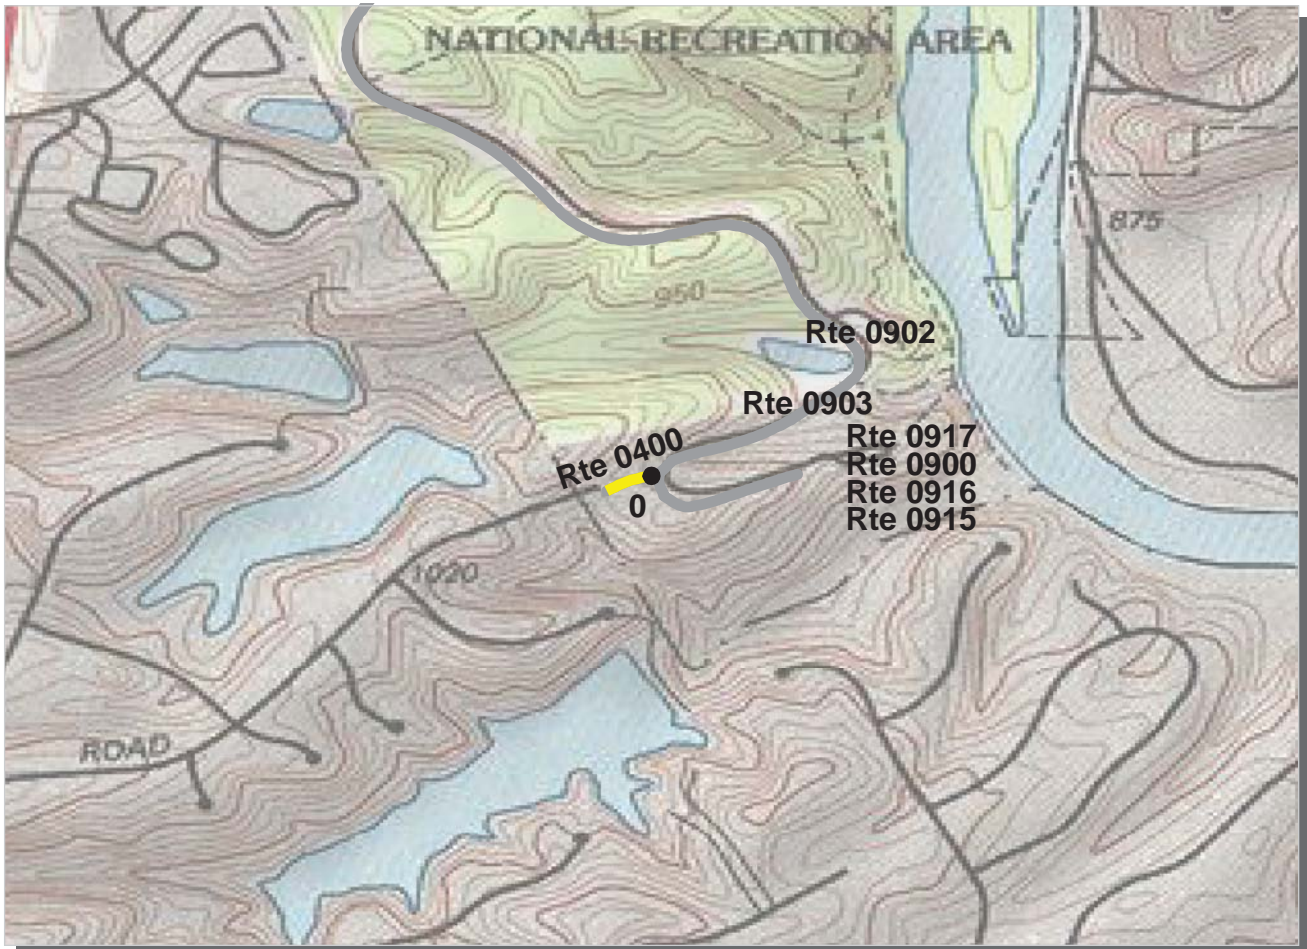 NATIONAL RECREATION AREA
875
950
Rte 0902
Rte 0903
Rte 0400
Rte 0917
Rte 0900
Rte 0916
Rte 0915
0
1020
ROAD